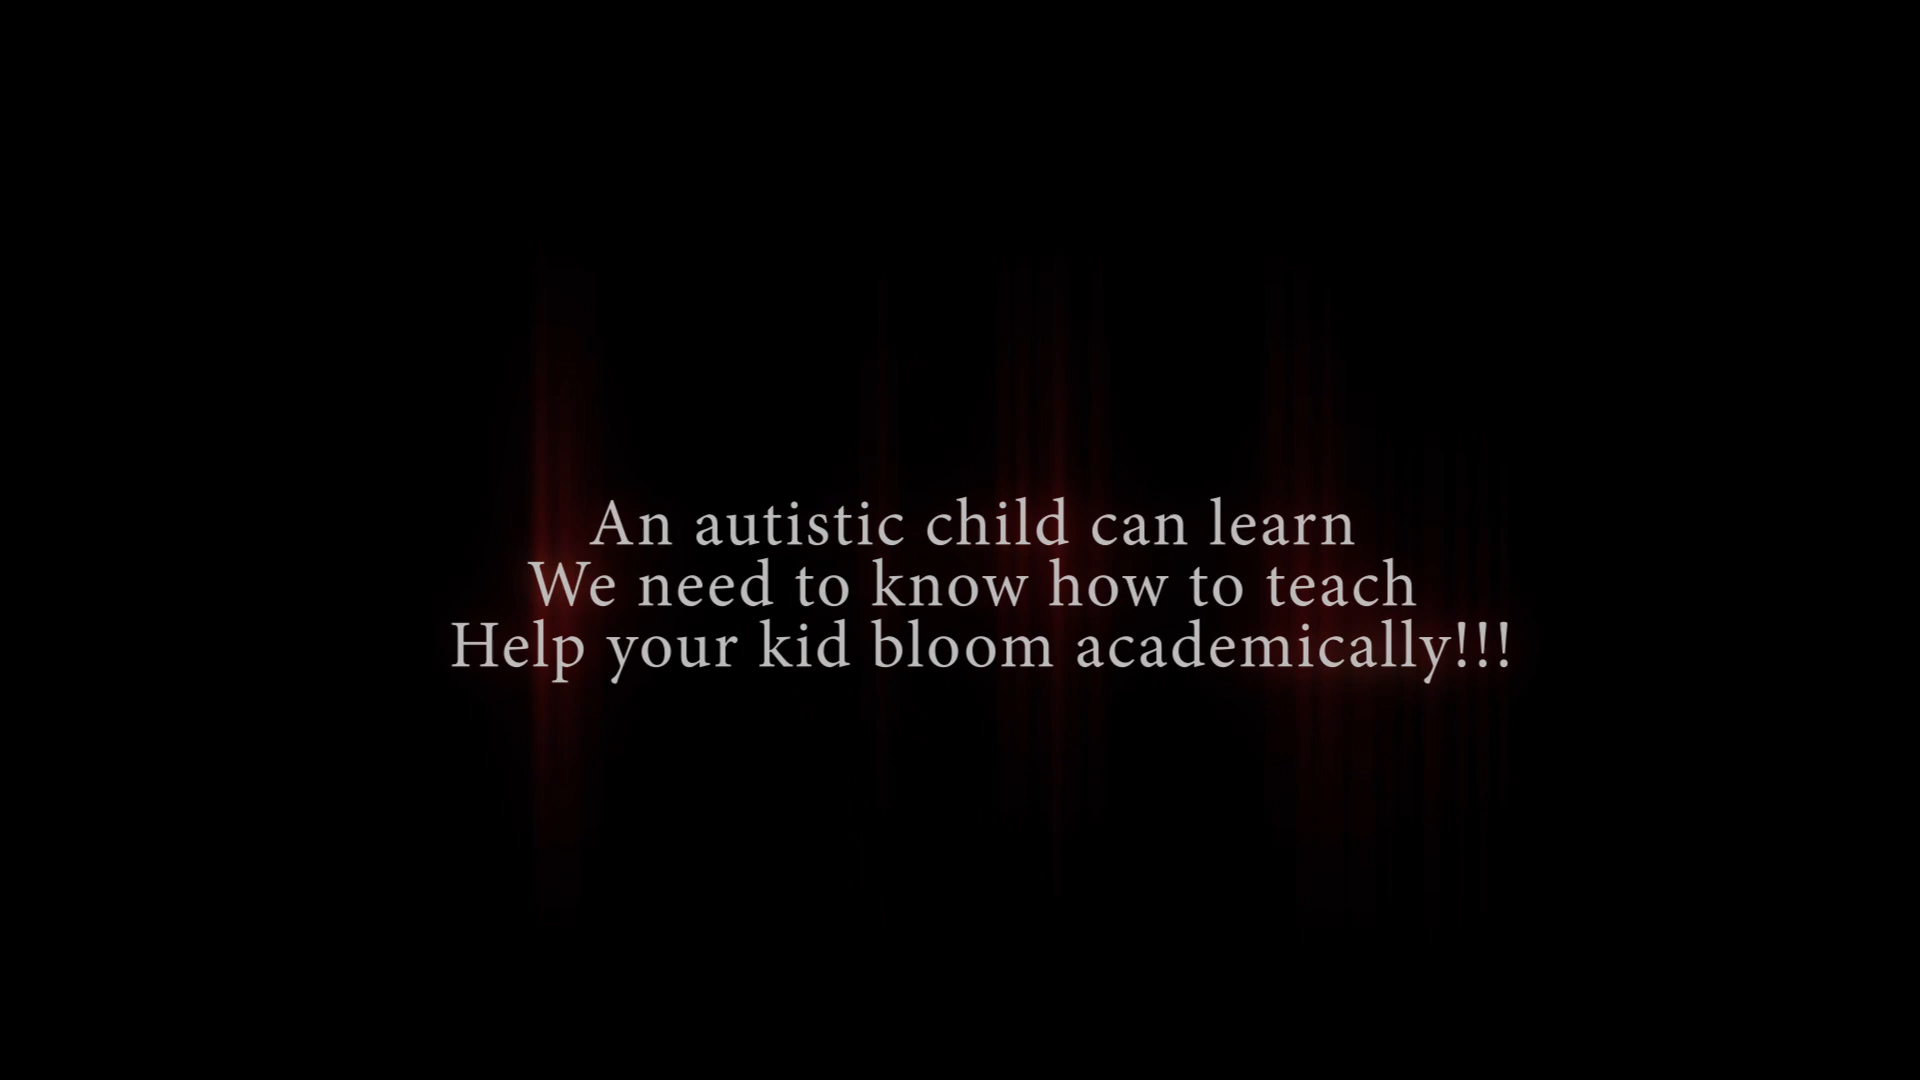 An autistic child can learn
We need to know how to teach
Help your kid bloom academically!!!